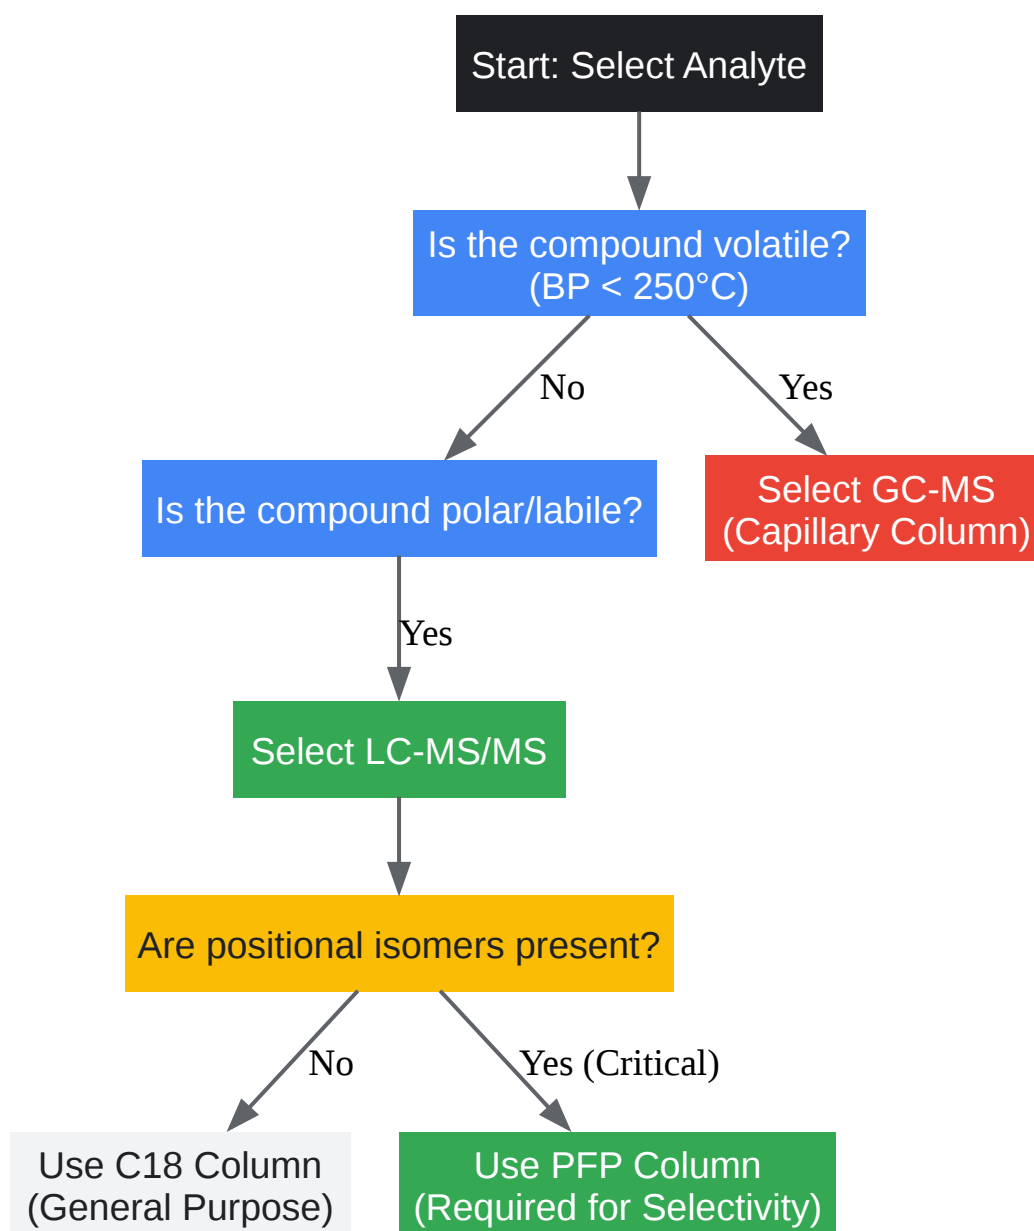 Start: Select Analyte
Is the compound volatile?
(BP < 250°C)
No
Yes
Is the compound polar/labile?
Select GC-MS
(Capillary Column)
Yes
Select LC-MS/MS
Are positional isomers present?
No
Yes (Critical)
Use C18 Column
(General Purpose)
Use PFP Column
(Required for Selectivity)